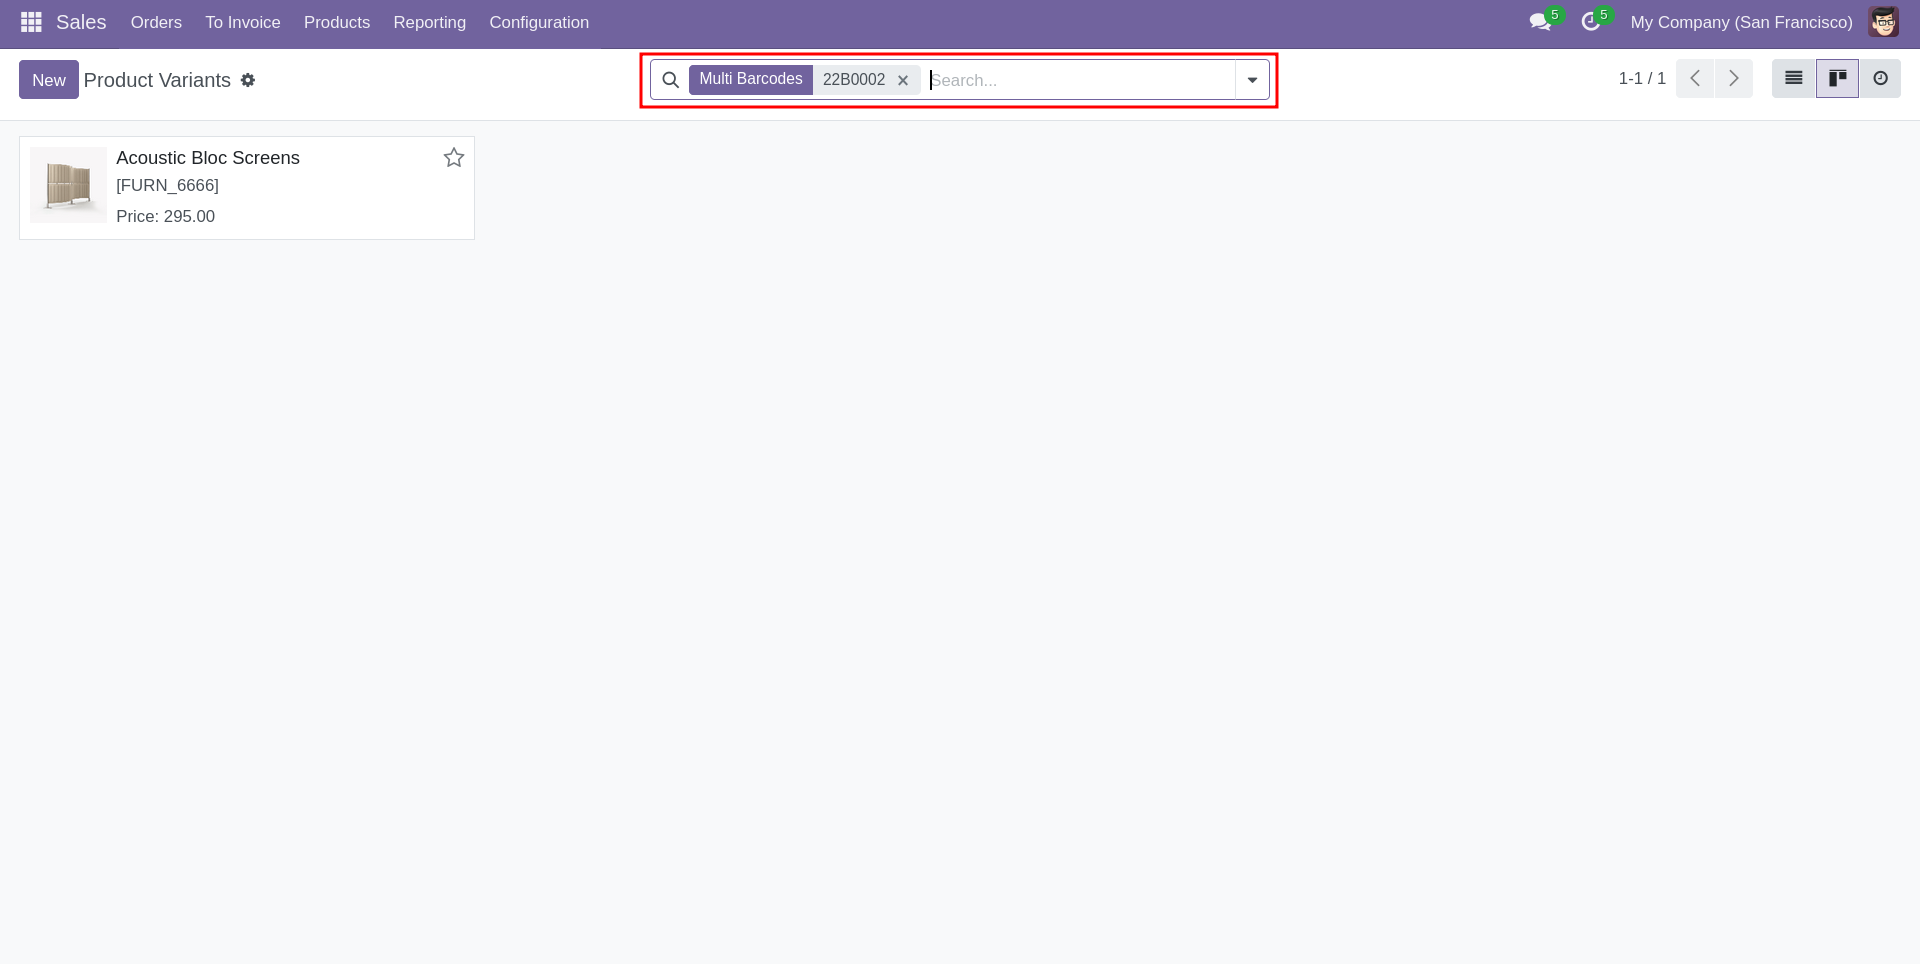 Sales Orders To Invoice Products Reporting Configuration 5 5 My Company (San Francisco)
New Product Variants Multi Barcodes 22B0002 Search... 1-1 / 1
Acoustic Bloc Screens
[FURN_6666]
Price: 295.00